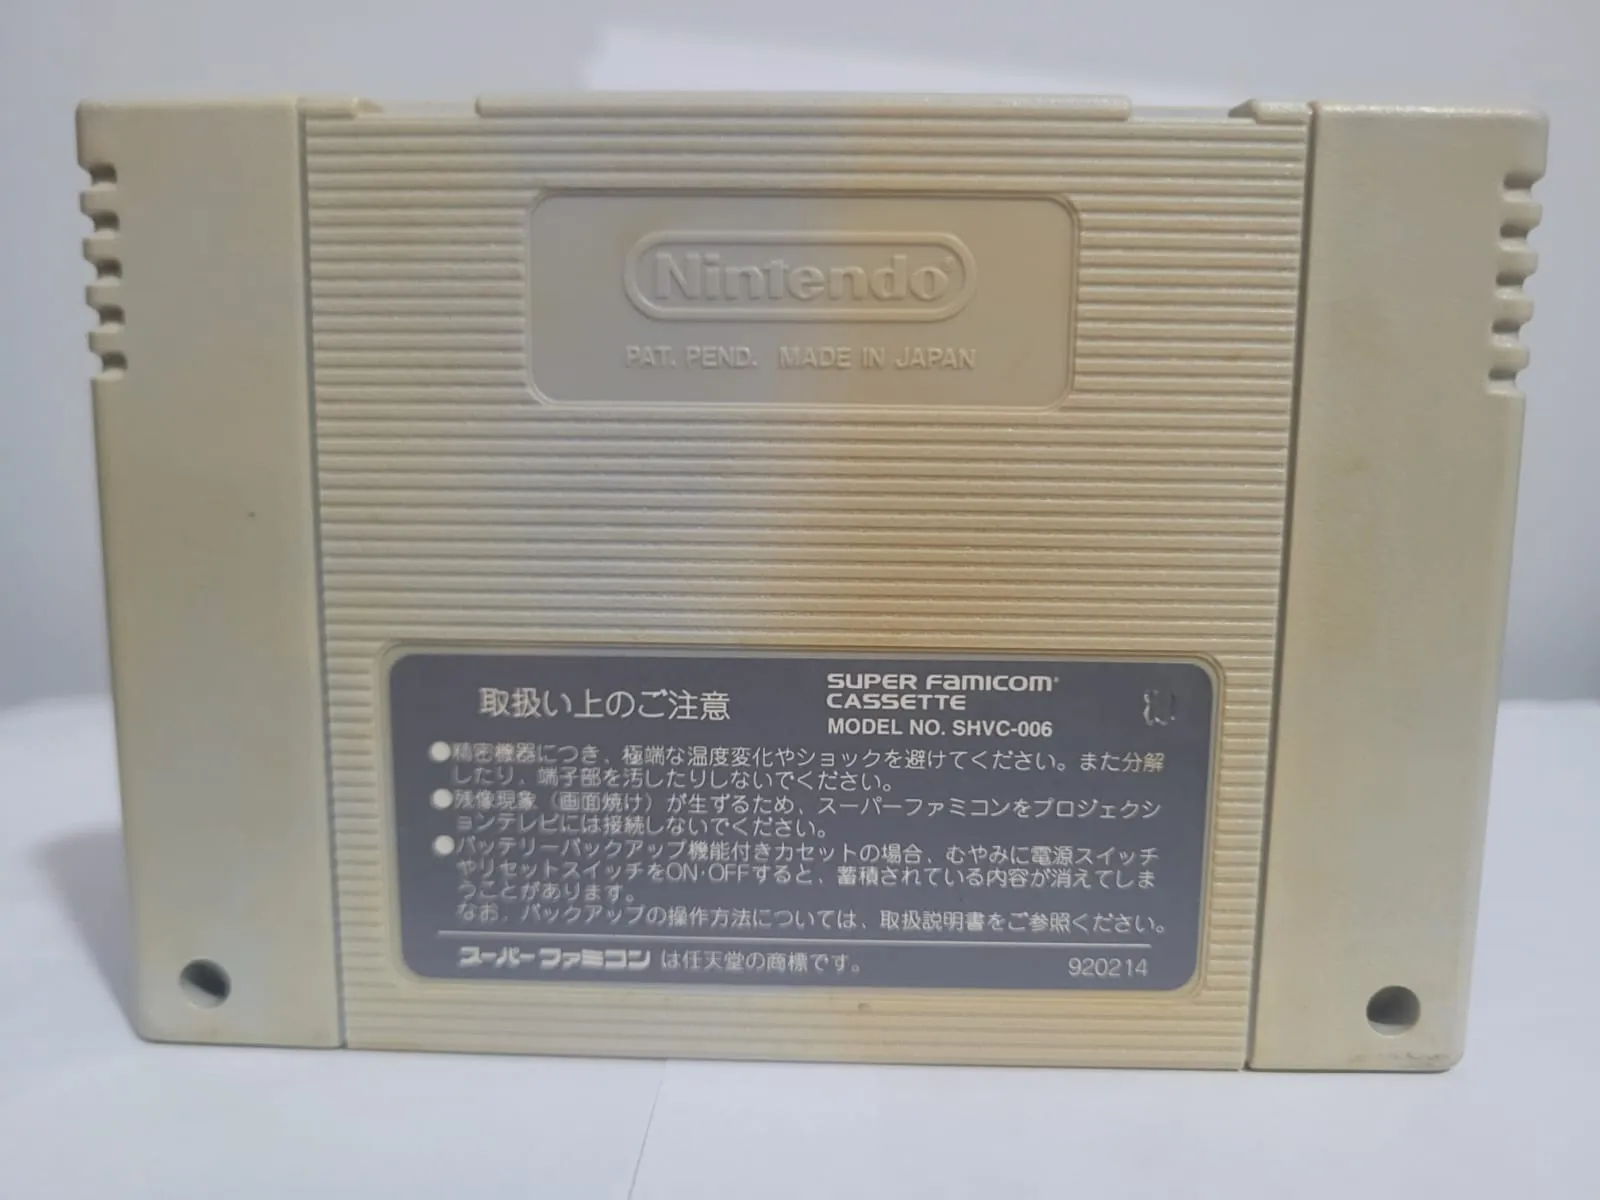 Nintendo®
PAT. PEND. MADE IN JAPAN
取扱い上のご注意
SUPER FAMICOM®
CASSETTE
MODEL NO. SHVC-006
●精密機器につき、極端な温度変化やショックを避けてください。また分解
したり、端子部を汚したりしないでください。
●残像現象（画面焼け）が生ずるため、スーパーファミコンをプロジェクシ
ョンテレビには接続しないでください。
●バッテリーバックアップ機能付きカセットの場合、むやみに電源スイッチ
やリセットスイッチをON・OFFすると、蓄積されている内容が消えてしま
うことがあります。
なお、バックアップの操作方法については、取扱説明書をご参照ください。
スーパーファミコン は任天堂の商標です。
920214